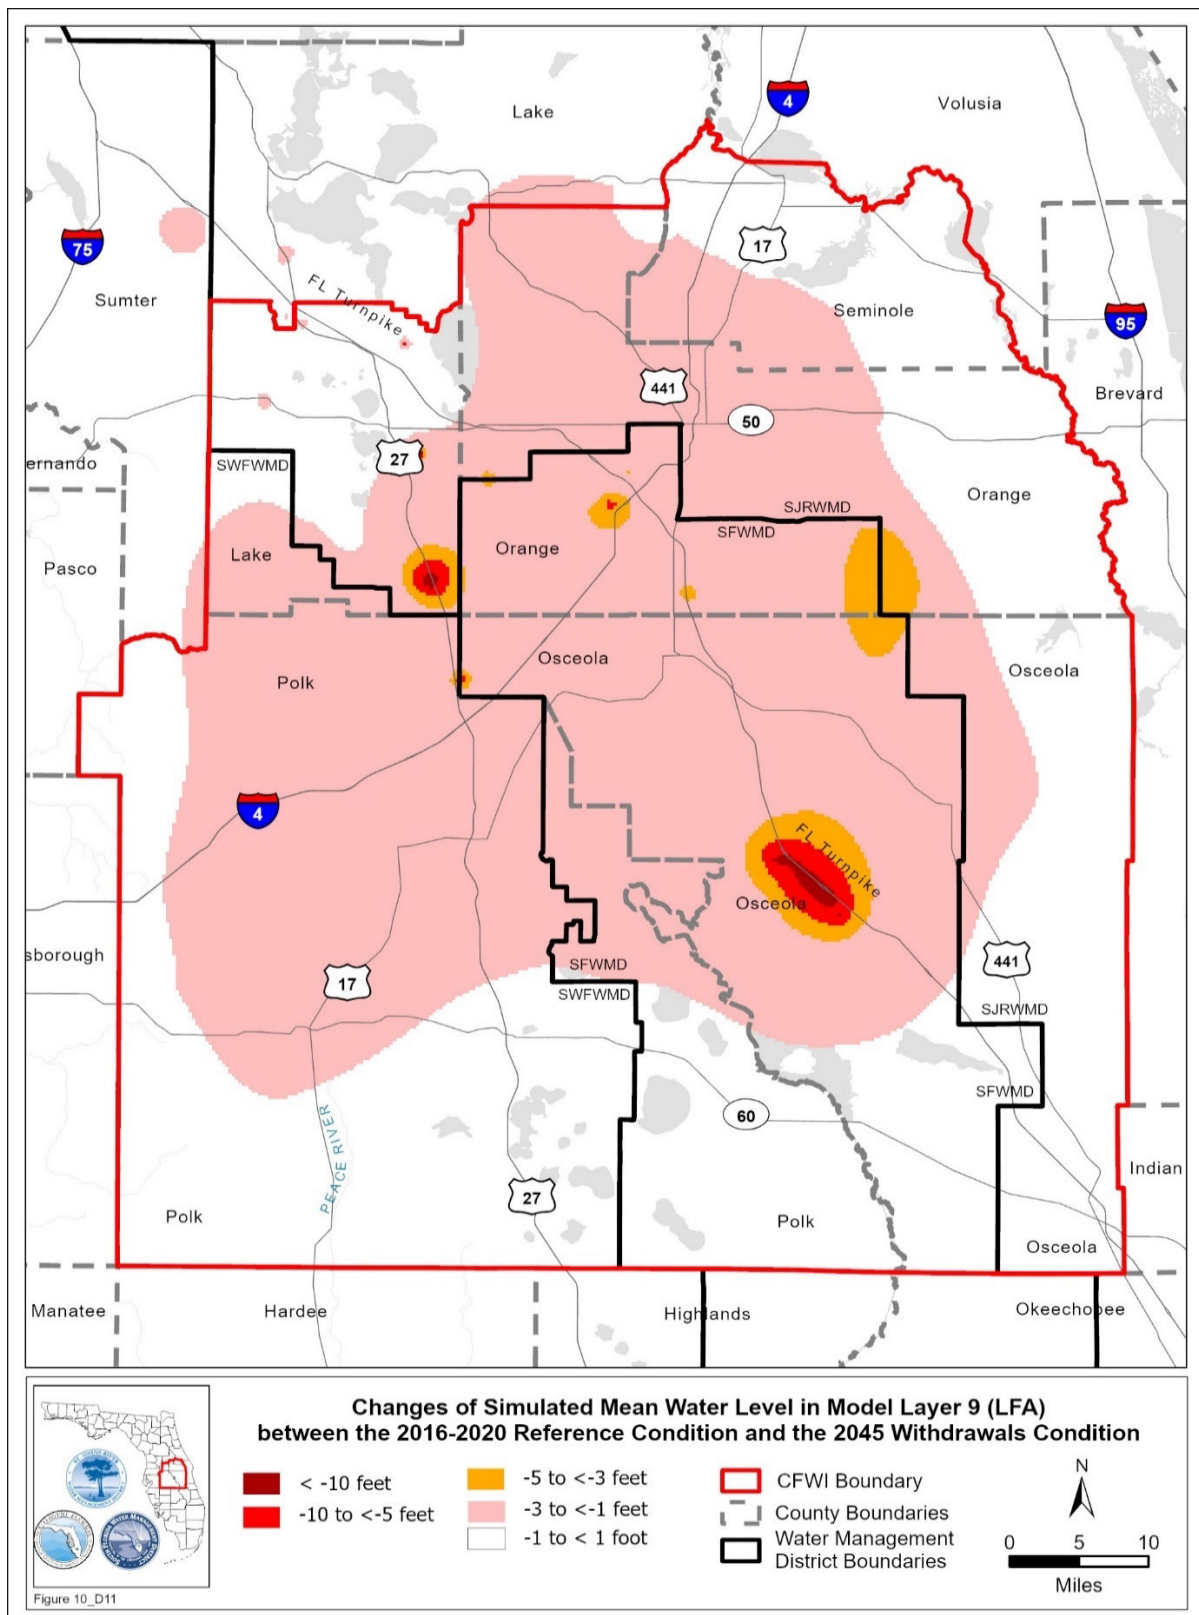 Lake
4
Volusia
75
17
Sumter
FL Turnpike
Seminole
95
441
Brevard
50
27
ernando
SWFWMD
Orange
SJRWMD
SFWMD
Lake
Orange
Pasco
Osceola
Osceola
Polk
4
FL Turnpike
Osceola
sborough
441
17
SFWMD
SWFWMD
SJRWMD
SFWMD
60
PEACE RIVER
Indian
27
Polk
Polk
Osceola
Manatee
Hardee
Highlands
Okeechobee
Changes of Simulated Mean Water Level in Model Layer 9 (LFA)
between the 2016-2020 Reference Condition and the 2045 Withdrawals Condition
< -10 feet
-10 to <-5 feet
-5 to <-3 feet
-3 to <-1 feet
-1 to < 1 foot
CFWI Boundary
County Boundaries
Water Management
District Boundaries
N
0 5 10
Miles
Figure 10_D11